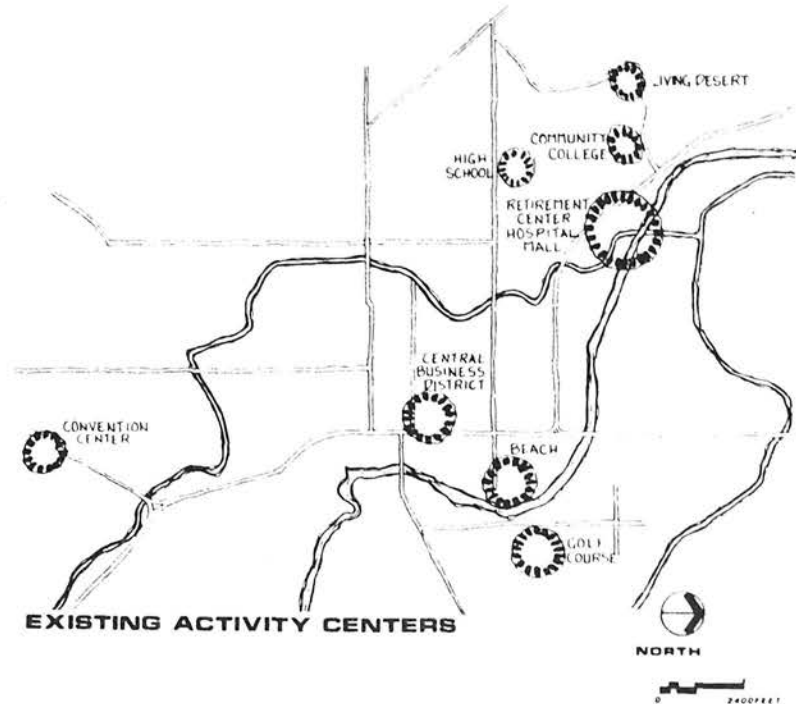 LIVING DESERT
COMMUNITY
COLLEGE
HIGH
SCHOOL
RETIREMENT
CENTER
HOSPITAL
MALL
CENTRAL
BUSINESS
DISTRICT
CONVENTION
CENTER
BEACH
GOLF
COURSE
EXISTING ACTIVITY CENTERS
NORTH
0 2400FEET